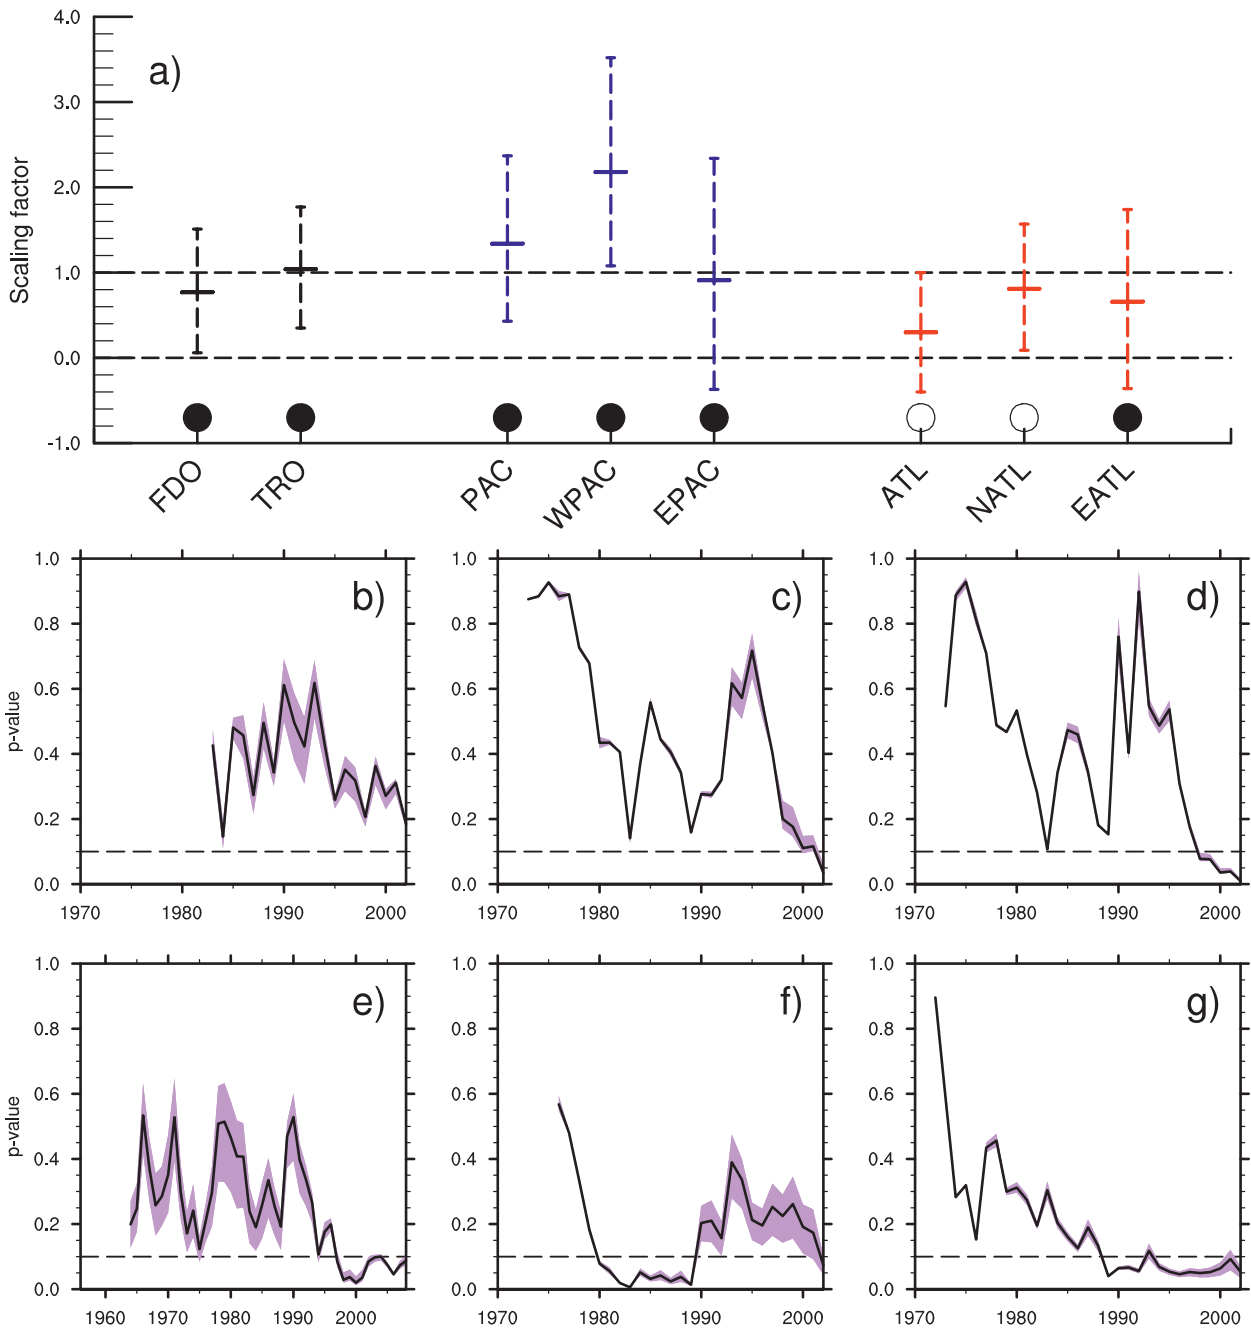 4.0
a)
3.0
2.0
1.0
0.0
-1.0
Scaling factor
FDO TRO PAC WPAC EPAC ATL NATL EATL
1.0 1.0 1.0
b) c) d)
0.8 0.8 0.8
0.6 0.6 0.6
p-value
0.4 0.4 0.4
0.2 0.2 0.2
0.0 0.0 0.0
1970 1980 1990 2000 1970 1980 1990 2000 1970 1980 1990 2000
1.0 1.0 1.0
e) f) g)
0.8 0.8 0.8
0.6 0.6 0.6
p-value
0.4 0.4 0.4
0.2 0.2 0.2
0.0 0.0 0.0
1960 1970 1980 1990 2000 1970 1980 1990 2000 1970 1980 1990 2000